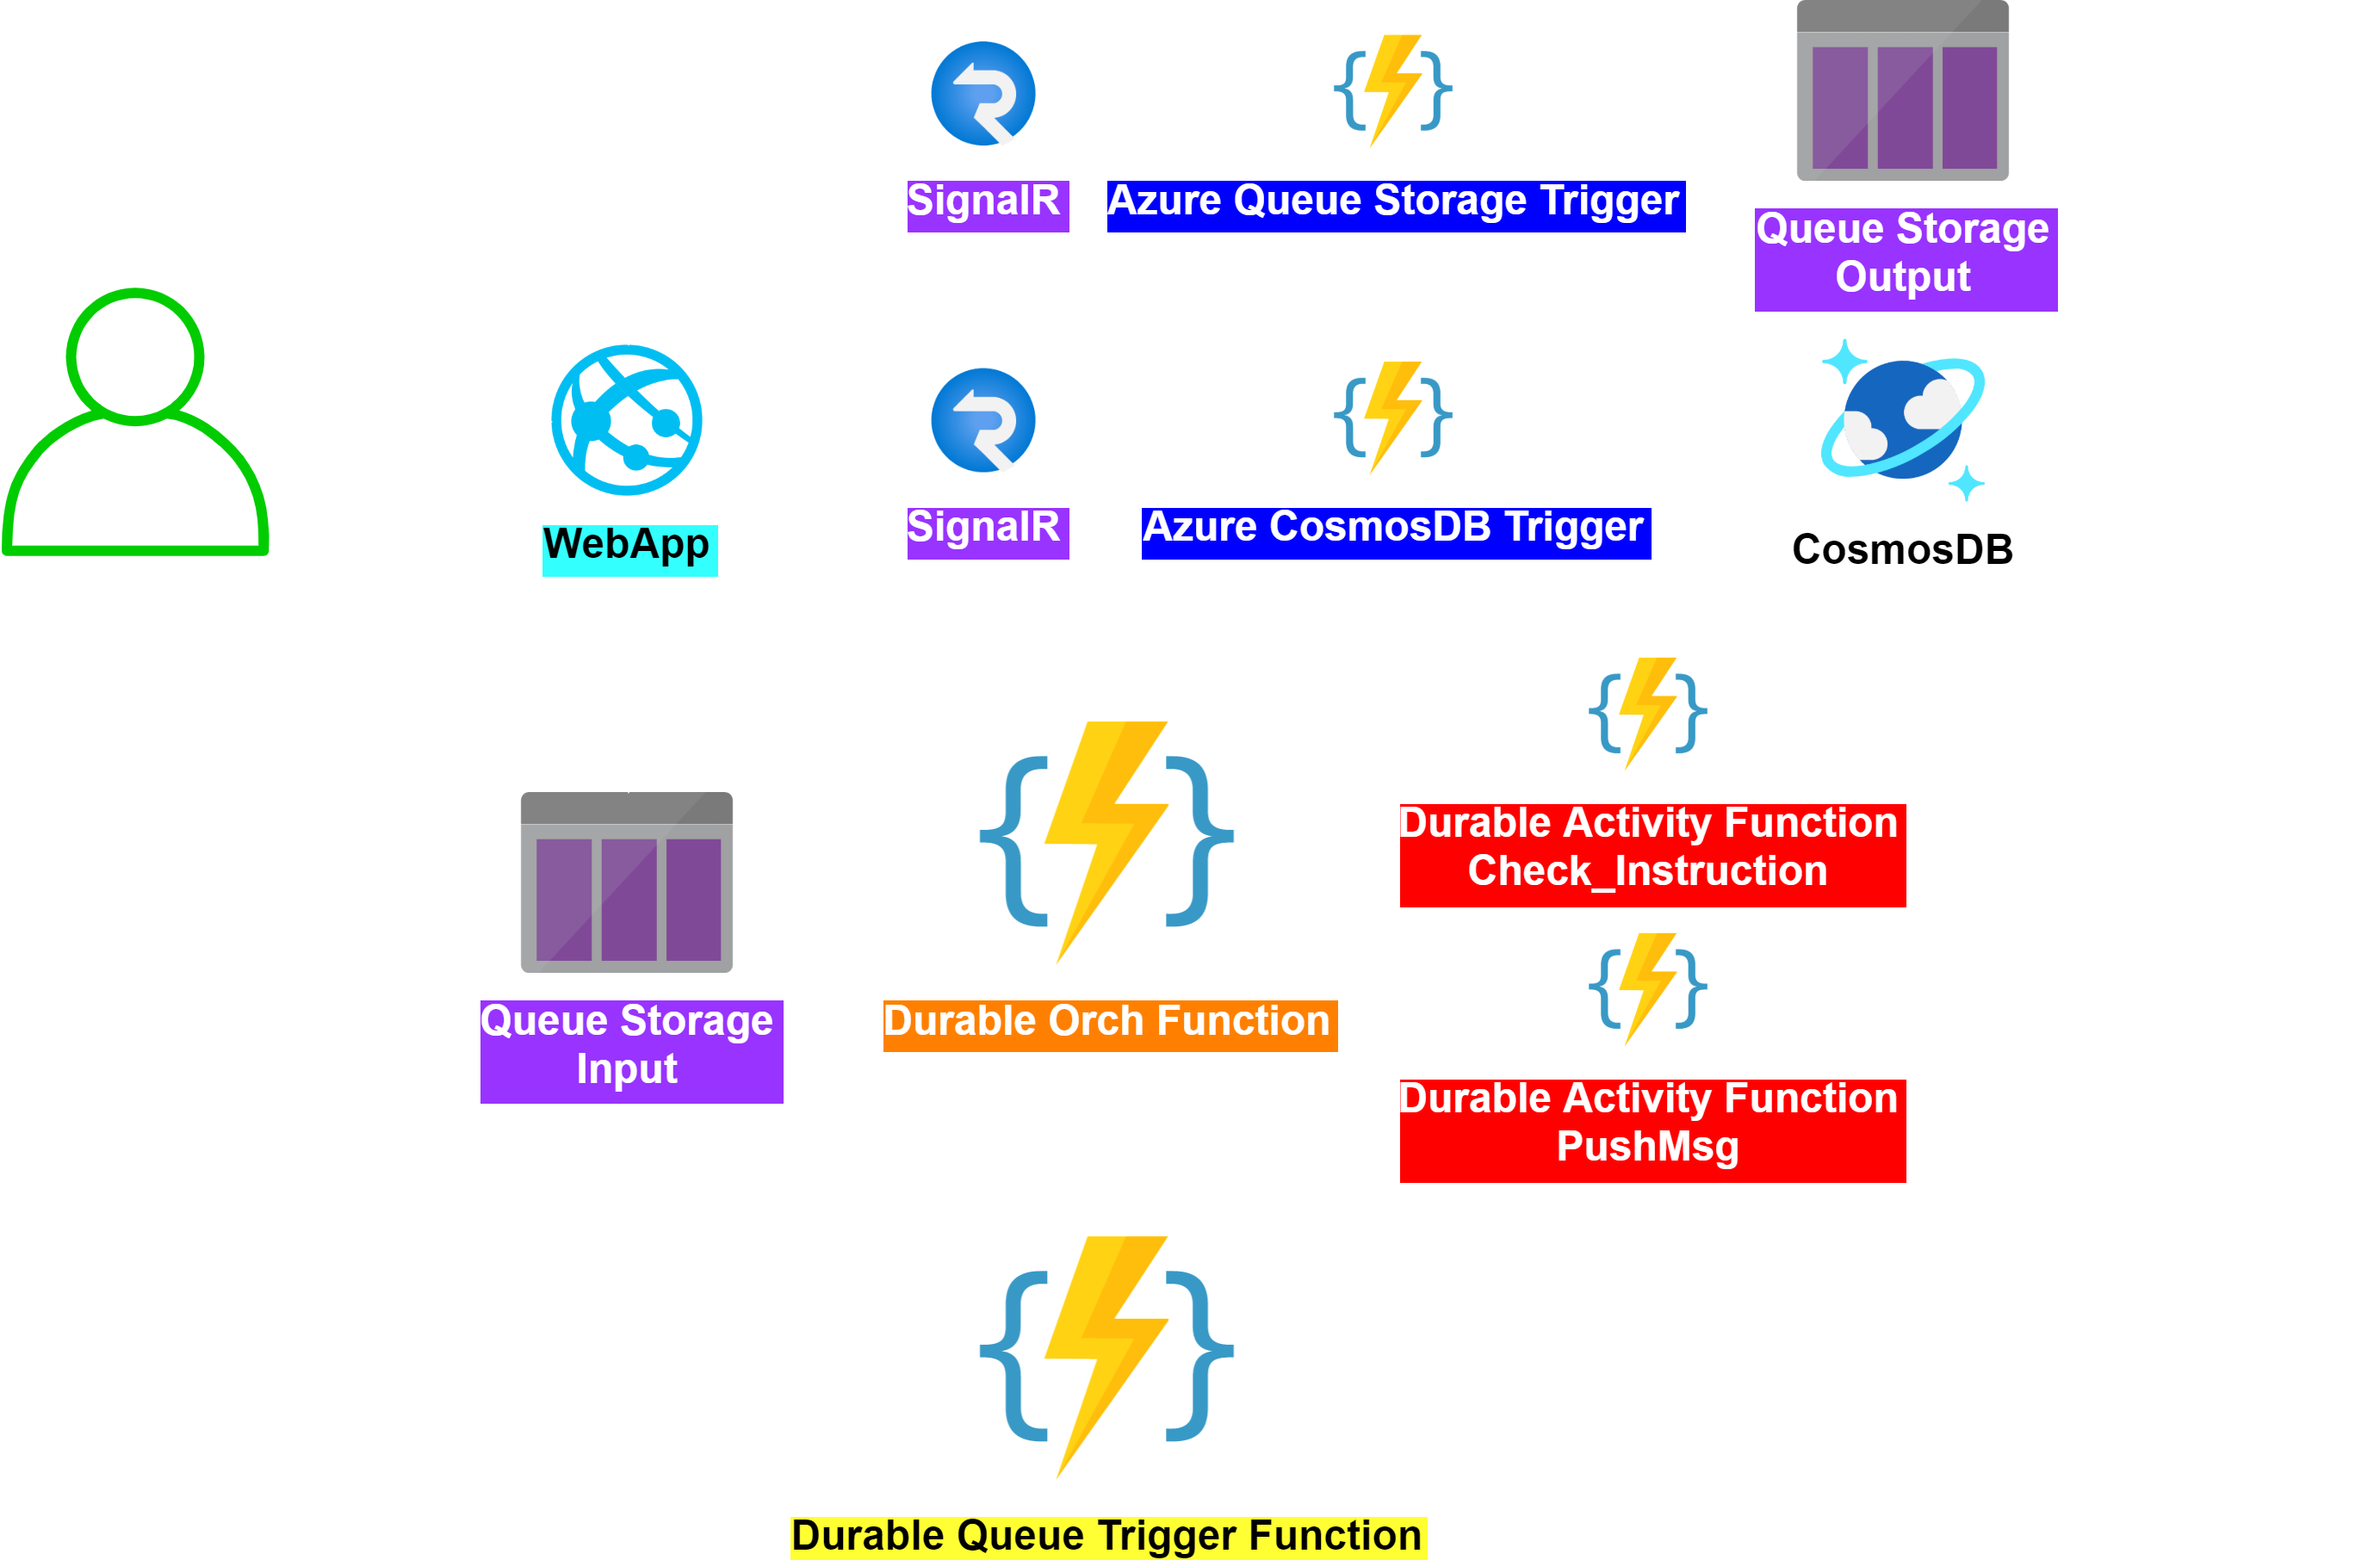 SignalR
Azure Queue Storage Trigger
Queue Storage
Output
WebApp
SignalR
Azure CosmosDB Trigger
CosmosDB
Durable Activity Function
Check_Instruction
Queue Storage
Input
Durable Orch Function
Durable Activity Function
PushMsg
Durable Queue Trigger Function